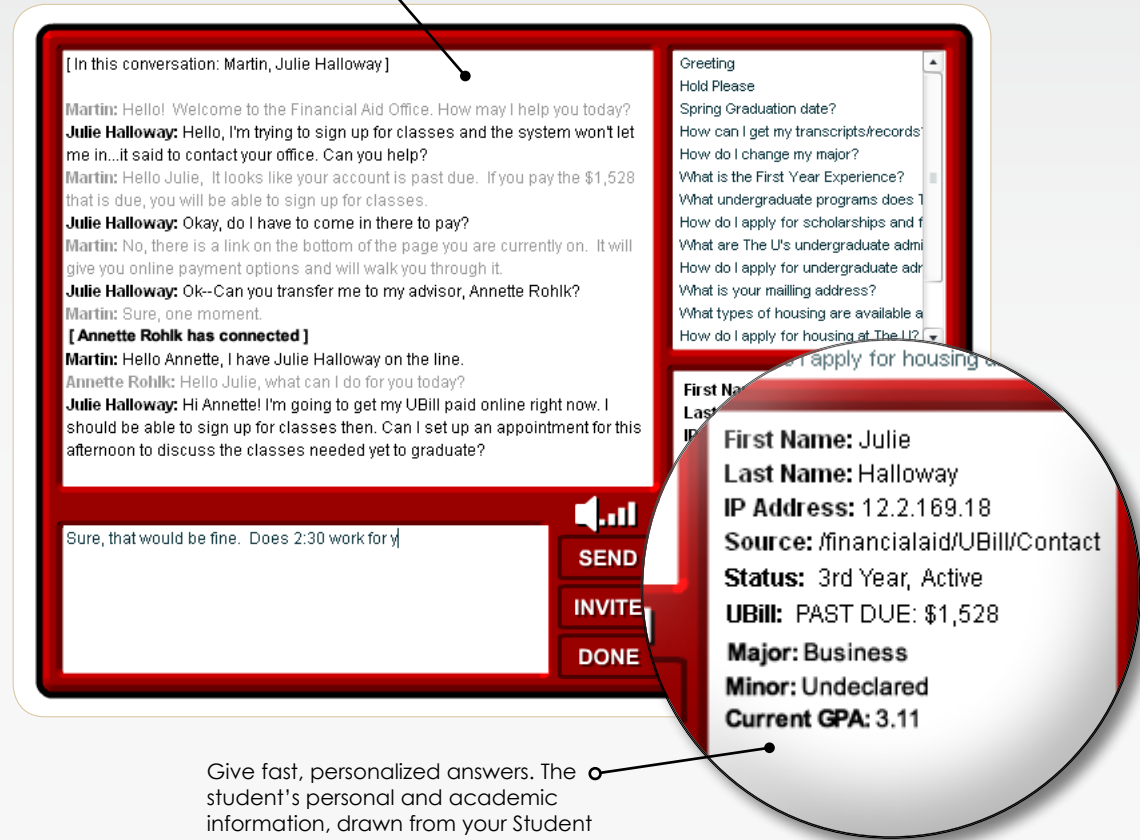 [ In this conversation: Martin, Julie Halloway ]
Martin: Hello!  Welcome to the Financial Aid Office. How may I help you today?
Julie Halloway: Hello, I'm trying to sign up for classes and the system won't let
me in...it said to contact your office. Can you help?
Martin: Hello Julie,  It looks like your account is past due.  If you pay the $1,528
that is due, you will be able to sign up for classes.
Julie Halloway: Okay, do I have to come in there to pay?
Martin: No, there is a link on the bottom of the page you are currently on.  It will
give you online payment options and will walk you through it.
Julie Halloway: Ok--Can you transfer me to my advisor, Annette Rohlk?
Martin: Sure, one moment.
[ Annette Rohlk has connected ]
Martin: Hello Annette, I have Julie Halloway on the line.
Annette Rohlk: Hello Julie, what can I do for you today?
Julie Halloway: Hi Annette! I'm going to get my UBill paid online right now. I
should be able to sign up for classes then. Can I set up an appointment for this
afternoon to discuss the classes needed yet to graduate?
Sure, that would be fine.  Does 2:30 work for y
SEND
INVITE
DONE
Greeting
Hold Please
Spring Graduation date?
How can I get my transcripts/records
How do I change my major?
What is the First Year Experience?
What undergraduate programs does
How do I apply for scholarships and f
What are The U's undergraduate admi
How do I apply for undergraduate adr
What is your mailling address?
What types of housing are available a
How do I apply for housing at The U?
I apply for housing
First Na
Las
IP
First Name: Julie
Last Name: Halloway
IP Address: 12.2.169.18
Source: /financialaid/UBill/Contact
Status:  3rd Year, Active
UBill:  PAST DUE: $1,528
Major: Business
Minor: Undeclared
Current GPA: 3.11
Give fast, personalized answers. The
student's personal and academic
information, drawn from your Student